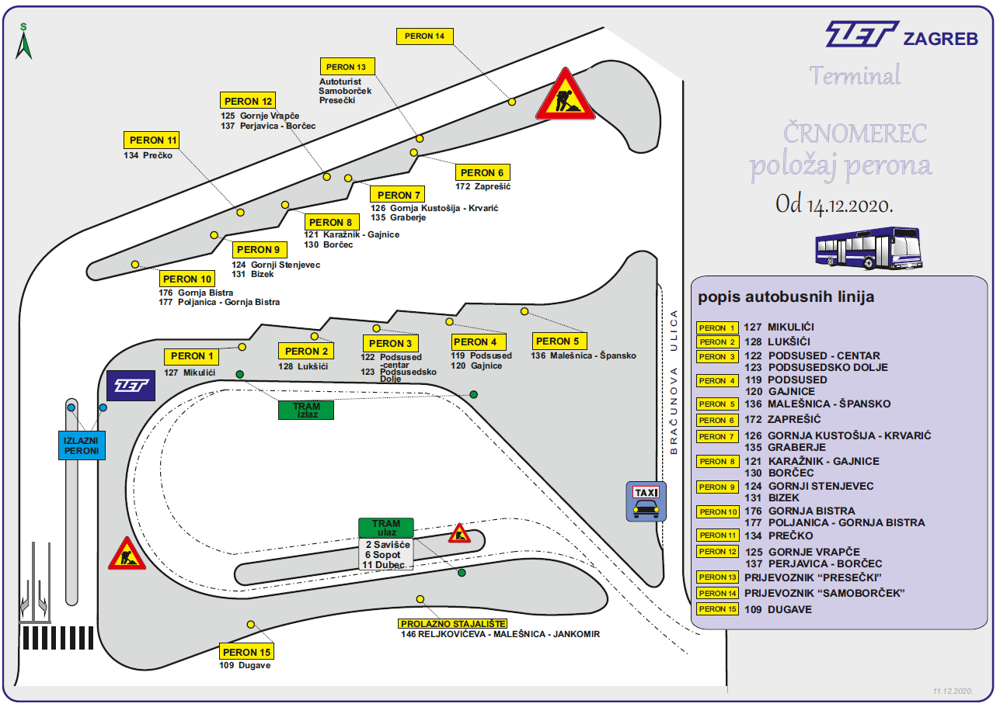 S
ZET ZAGREB
Terminal
ČRNOMEREC
položaj perona
Od 14.12.2020.
PERON 14
PERON 13
Autoturist
Samoborček
Presečki
PERON 12
125 Gornje Vrapče
137 Perjavica - Borčec
PERON 11
134 Prečko
PERON 6
172 Zaprešić
PERON 7
126 Gornja Kustošija - Krvarić
135 Graberje
PERON 8
121 Karažnik - Gajnice
130 Borčec
PERON 9
124 Gornji Stenjevec
131 Bizek
PERON 10
176 Gornja Bistra
177 Poljanica - Gornja Bistra
PERON 1
127 Mikulići
PERON 2
128 Lukšići
PERON 3
122 Podsused
-centar
123 Podsusedsko
Dolje
PERON 4
119 Podsused
120 Gajnice
PERON 5
136 Malešnica - Špansko
ZET
TRAM
izlaz
IZLAZNI
PERONI
BRAČUNOVA ULICA
TAXI
TRAM
ulaz
2 Savišće
6 Sopot
11 Dubec
PROLAZNO STAJALIŠTE
146 RELJKOVIĆEVA - MALEŠNICA - JANKOMIR
PERON 15
109 Dugave
popis autobusnih linija
PERON 1 127 MIKULIĆI
PERON 2 128 LUKŠIĆI
PERON 3 122 PODSUSED - CENTAR
123 PODSUSEDSKO DOLJE
PERON 4 119 PODSUSED
120 GAJNICE
PERON 5 136 MALEŠNICA - ŠPANSKO
PERON 6 172 ZAPREŠIĆ
PERON 7 126 GORNJA KUSTOŠIJA - KRVARIĆ
135 GRABERJE
PERON 8 121 KARAŽNIK - GAJNICE
130 BORČEC
PERON 9 124 GORNJI STENJEVEC
131 BIZEK
PERON 10 176 GORNJA BISTRA
177 POLJANICA - GORNJA BISTRA
PERON 11 134 PREČKO
PERON 12 125 GORNJE VRAPČE
137 PERJAVICA - BORČEC
PERON 13 PRIJEVOZNIK “PRESEČKI”
PERON 14 PRIJEVOZNIK “SAMOBORČEK”
PERON 15 109 DUGAVE
11.12.2020.